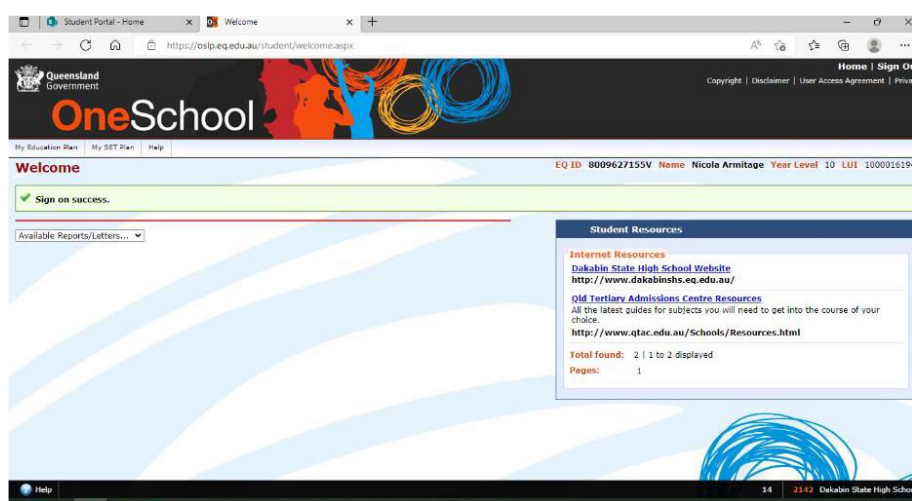 Student Portal - Home
Welcome
https://oslp.eq.edu.au/student/welcome.aspx
Queensland
Government
OneSchool
Home | Sign Ou
Copyright | Disclaimer | User Access Agreement | Priva
My Education Plan | My SET Plan | Help
Welcome
EQ ID 8009627155V Name Nicola Armitage Year Level 10 LUI 1000016194
Sign on success.
Available Reports/Letters...
Student Resources
Internet Resources
Dakabin State High School Website
http://www.dakabinshs.eq.edu.au/
Qld Tertiary Admissions Centre Resources
All the latest guides for subjects you will need to get into the course of your
choice.
http://www.qtac.edu.au/Schools/Resources.html
Total found: 2 | 1 to 2 displayed
Pages: 1
Help
14 2142 Dakabin State High Schoo